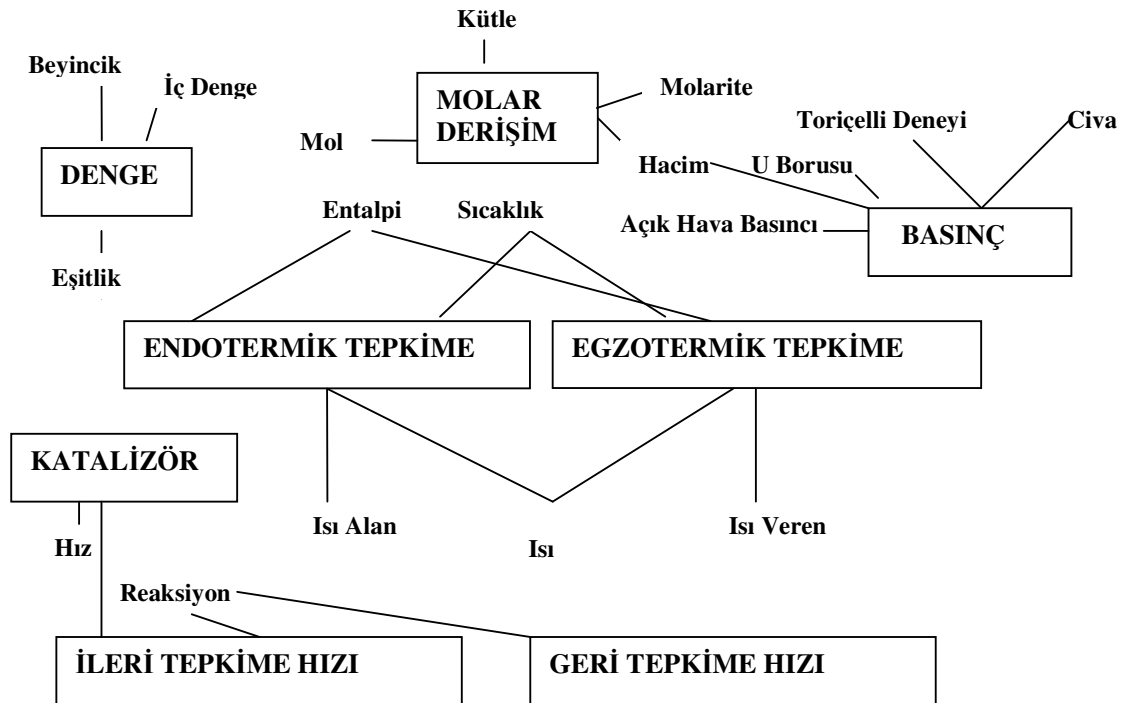 Kütle
Beyincik
İç Denge
MOLAR
DERİŞİM
Molarite
Mol
Toriçelli Deneyi
Civa
DENGE
Hacim
U Borusu
Entalpi
Sıcaklık
Açık Hava Basıncı
BASINÇ
Eşitlik
ENDOTERMİK TEPKİME
EGZOTERMİK TEPKİME
KATALİZÖR
Isı Alan
Isı Veren
Hız
Isı
Reaksiyon
İLERİ TEPKİME HIZI
GERİ TEPKİME HIZI